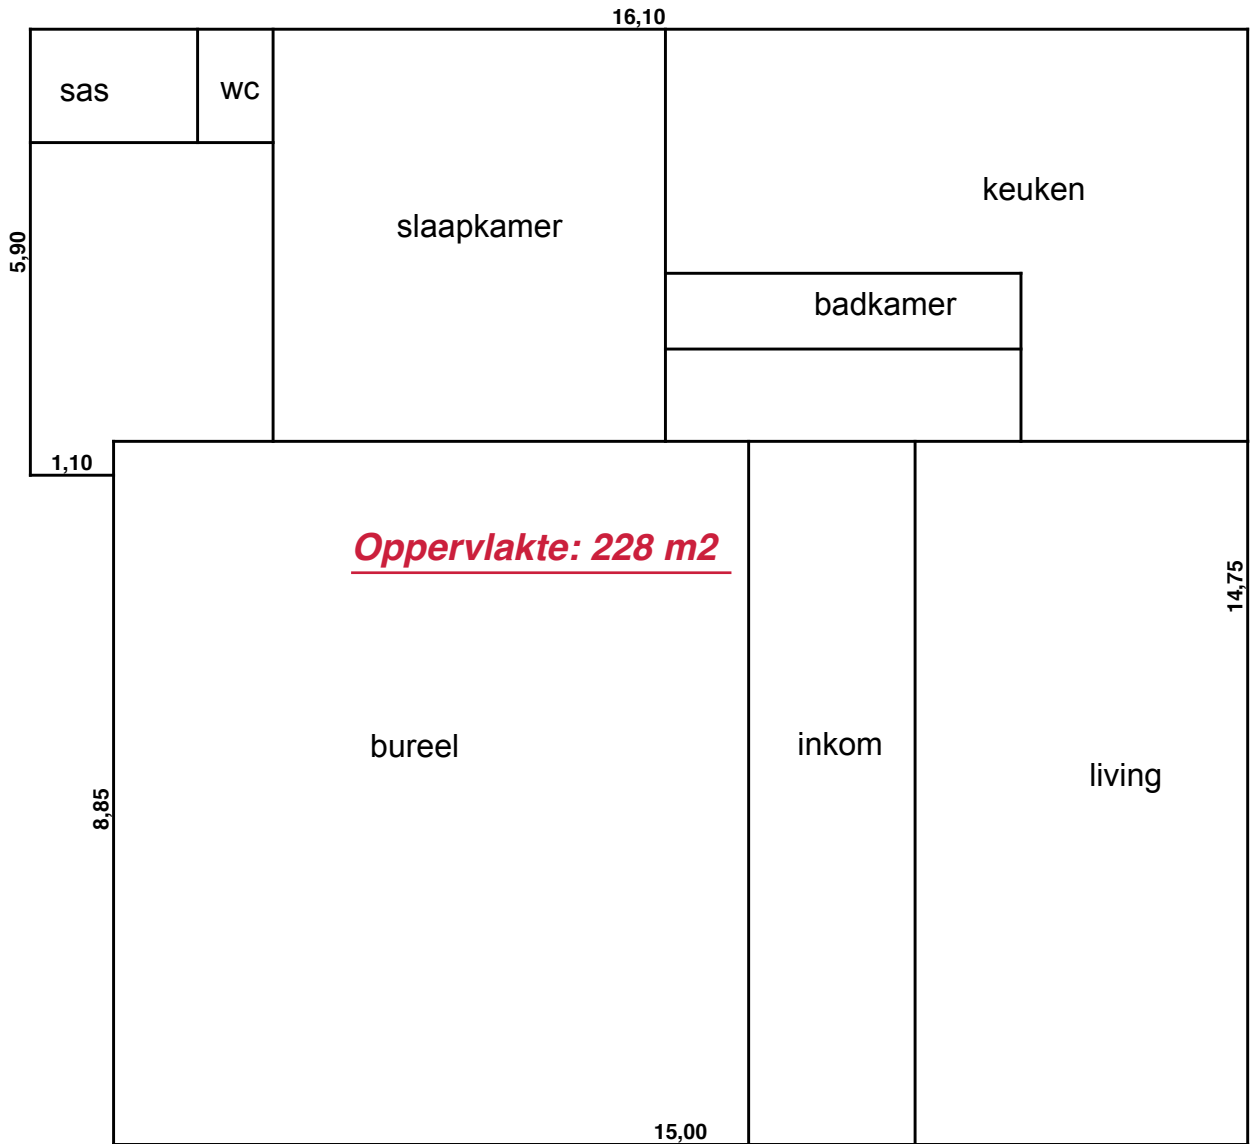 16,10
sas
wc
keuken
slaapkamer
5,90
badkamer
1,10
Oppervlakte: 228 m2
14,75
bureel
inkom
living
8,85
15,00